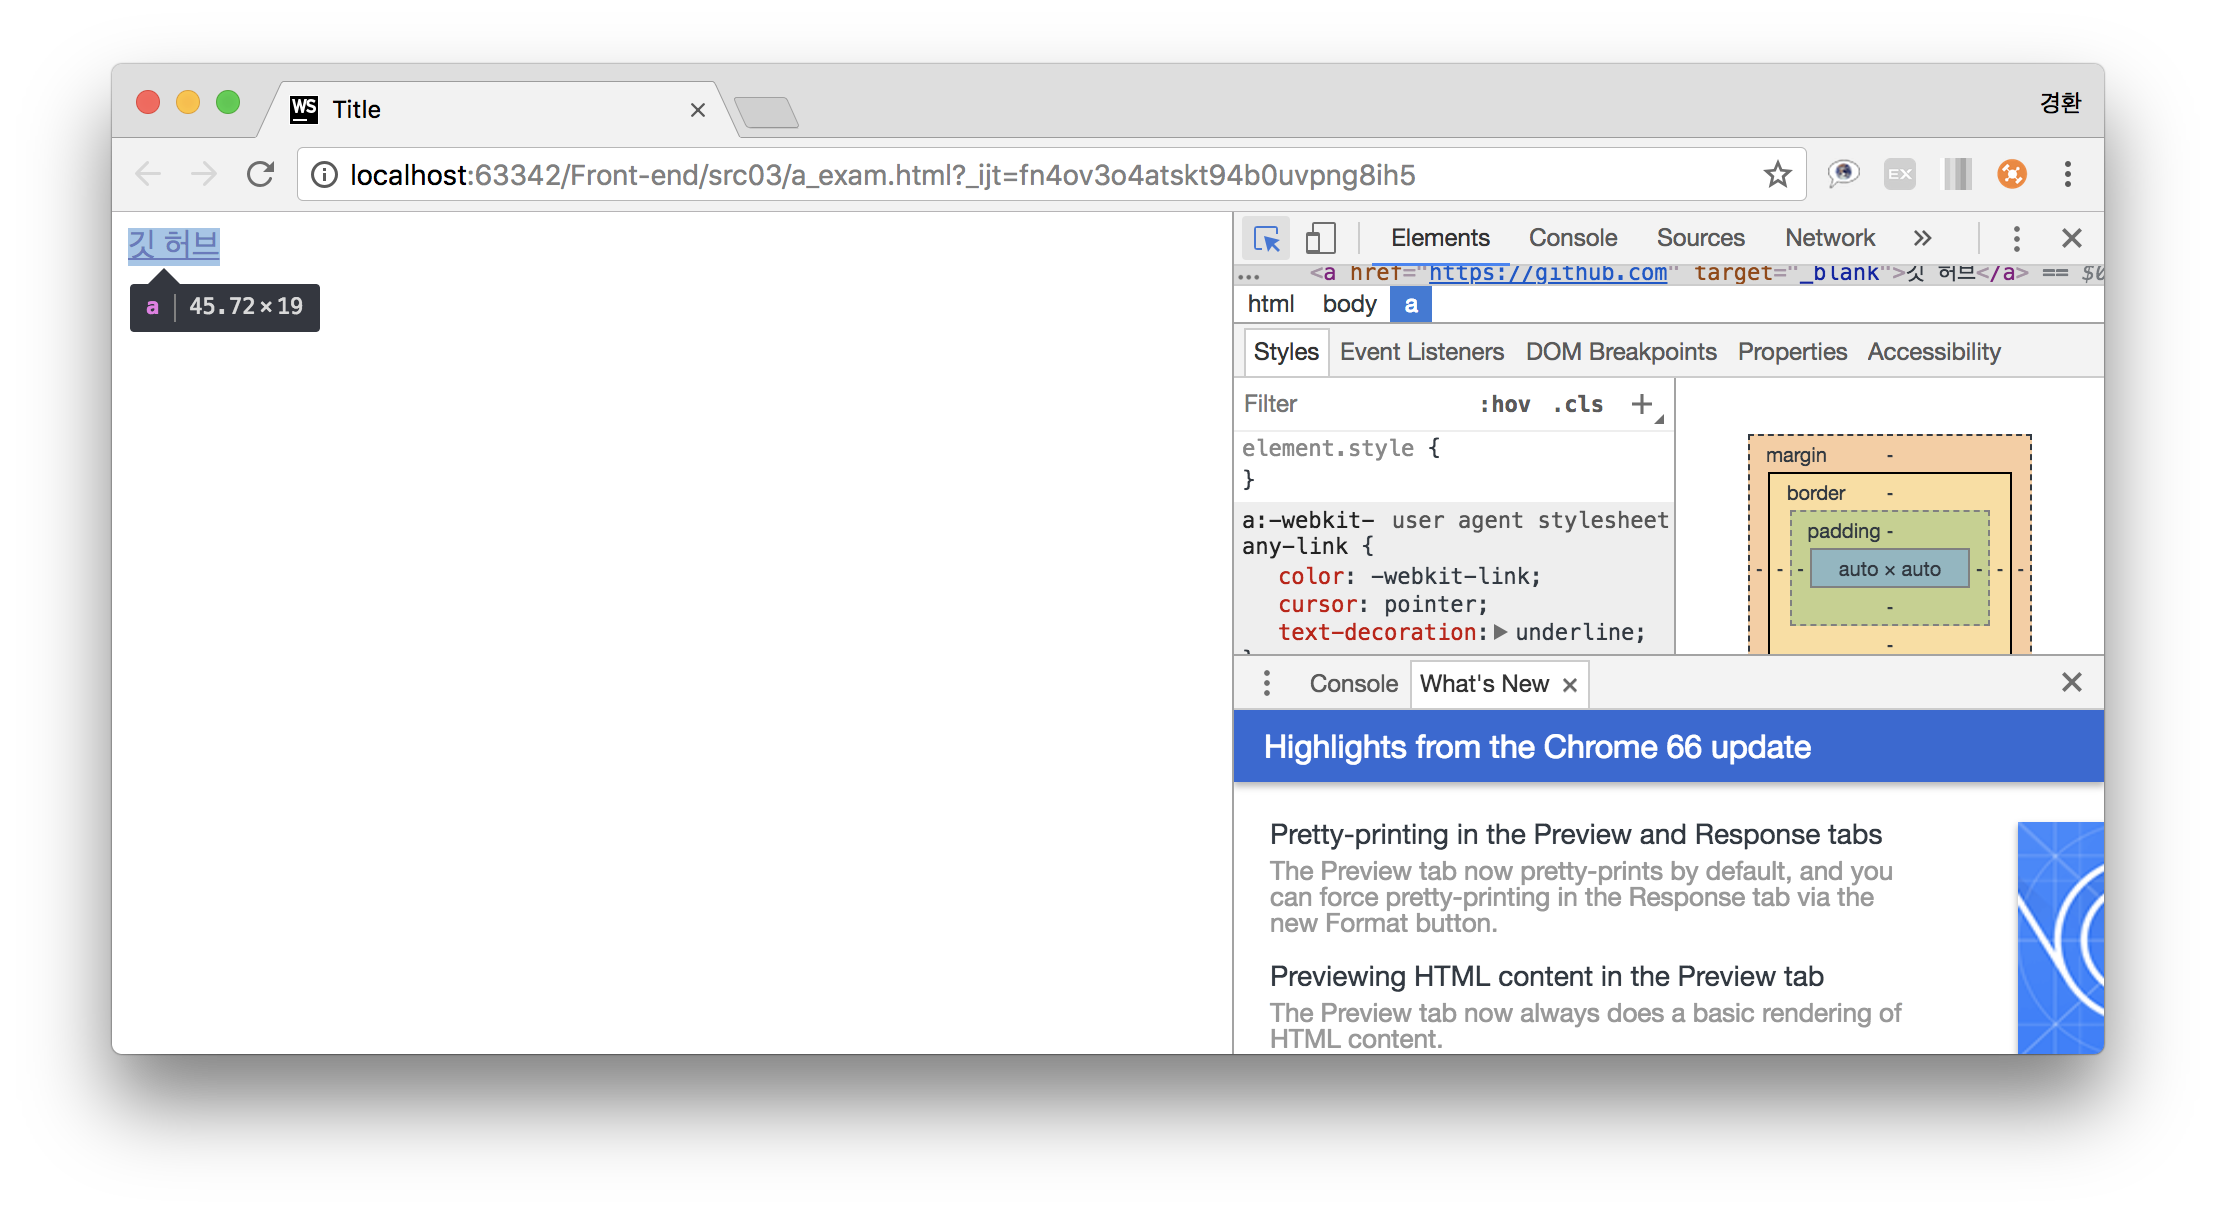 WS Title
경환
localhost:63342/Front-end/src03/a_exam.html?_ijt=fn4ov3o4atskt94b0uvpng8ih5
EX
깃 허브
a 45.72×19
Elements Console Sources Network »
... <a href="https://github.com" target="_blank">깃 허브</a> == $0
html body a
Styles Event Listeners DOM Breakpoints Properties Accessibility
Filter :hov .cls +
element.style {
}
a:-webkit- user agent stylesheet
any-link {
color: -webkit-link;
cursor: pointer;
text-decoration: underline;
}
margin -
border -
padding -
- - - auto × auto - - -
-
-
Console What's New
Highlights from the Chrome 66 update
Pretty-printing in the Preview and Response tabs
The Preview tab now pretty-prints by default, and you
can force pretty-printing in the Response tab via the
new Format button.
Previewing HTML content in the Preview tab
The Preview tab now always does a basic rendering of
HTML content.